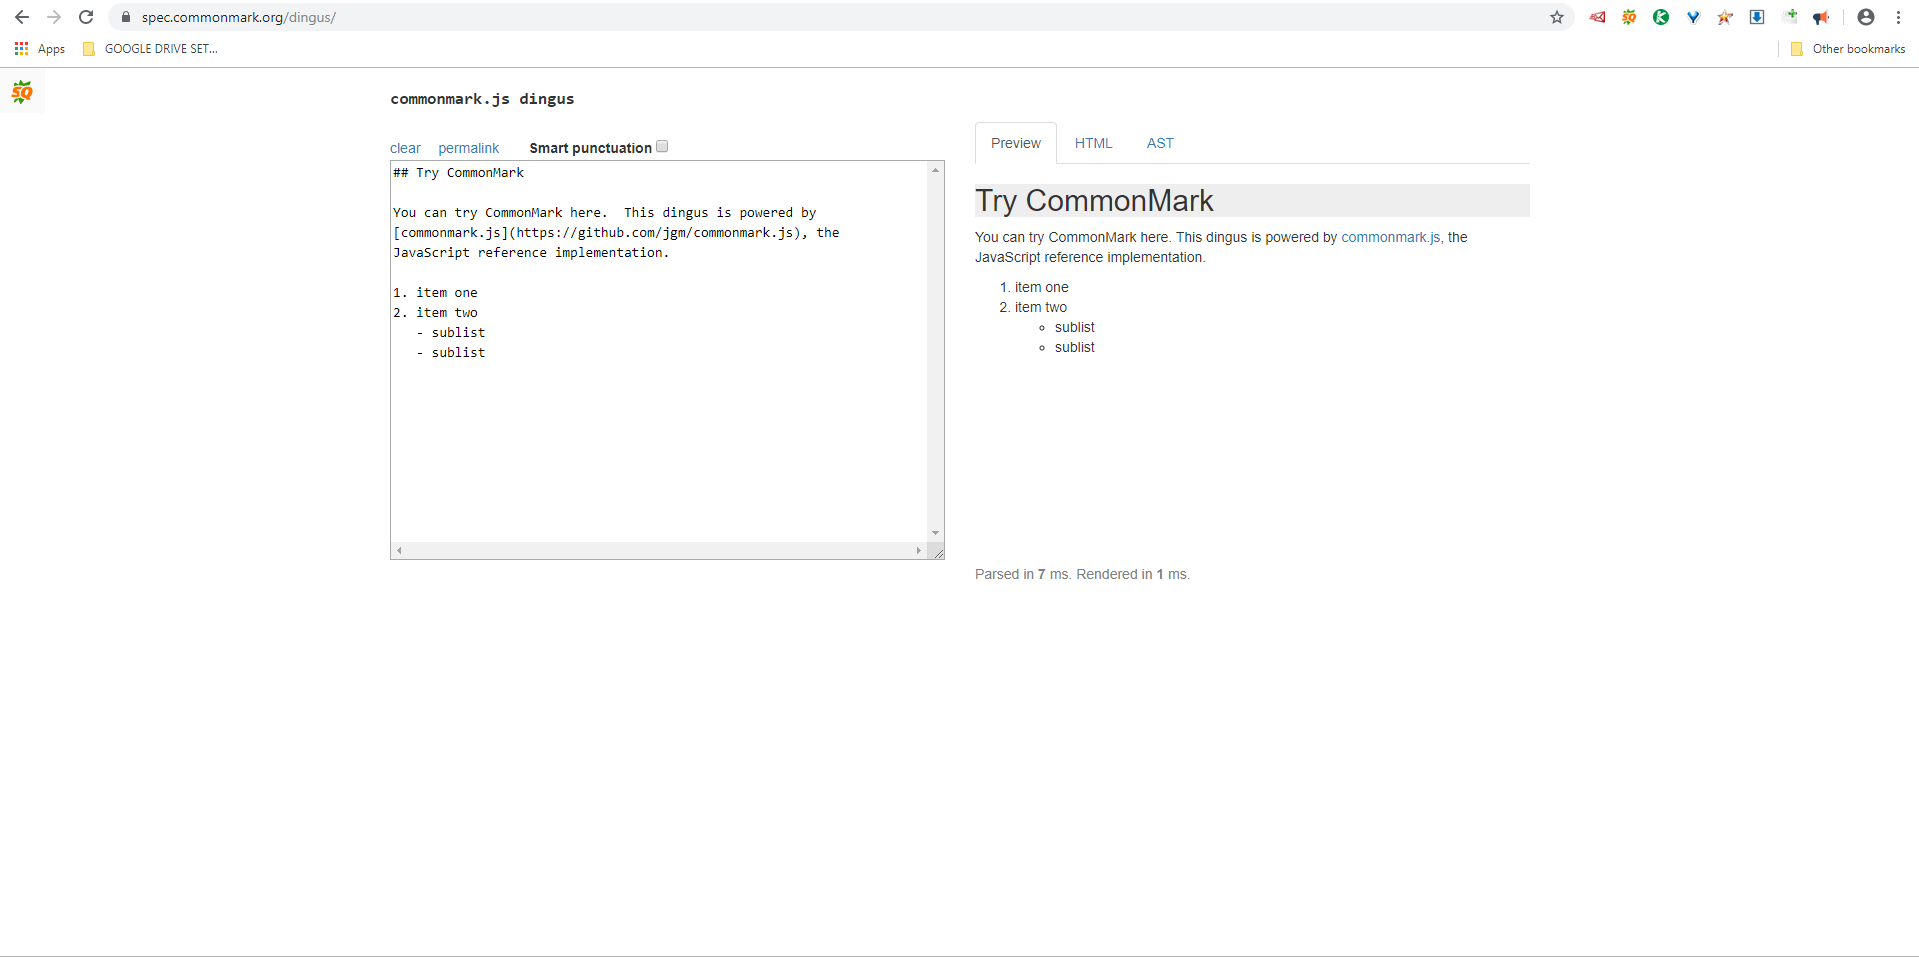 spec.commonmark.org/dingus/
Apps
GOOGLE DRIVE SET...
Other bookmarks
SQ
commonmark.js dingus
clear permalink Smart punctuation
## Try CommonMark
You can try CommonMark here.  This dingus is powered by
[commonmark.js](https://github.com/jgm/commonmark.js), the
JavaScript reference implementation.
1. item one
2. item two
   - sublist
   - sublist
Preview HTML AST
Try CommonMark
You can try CommonMark here. This dingus is powered by commonmark.js, the
JavaScript reference implementation.
1. item one
2. item two
◦ sublist
◦ sublist
Parsed in 7 ms. Rendered in 1 ms.